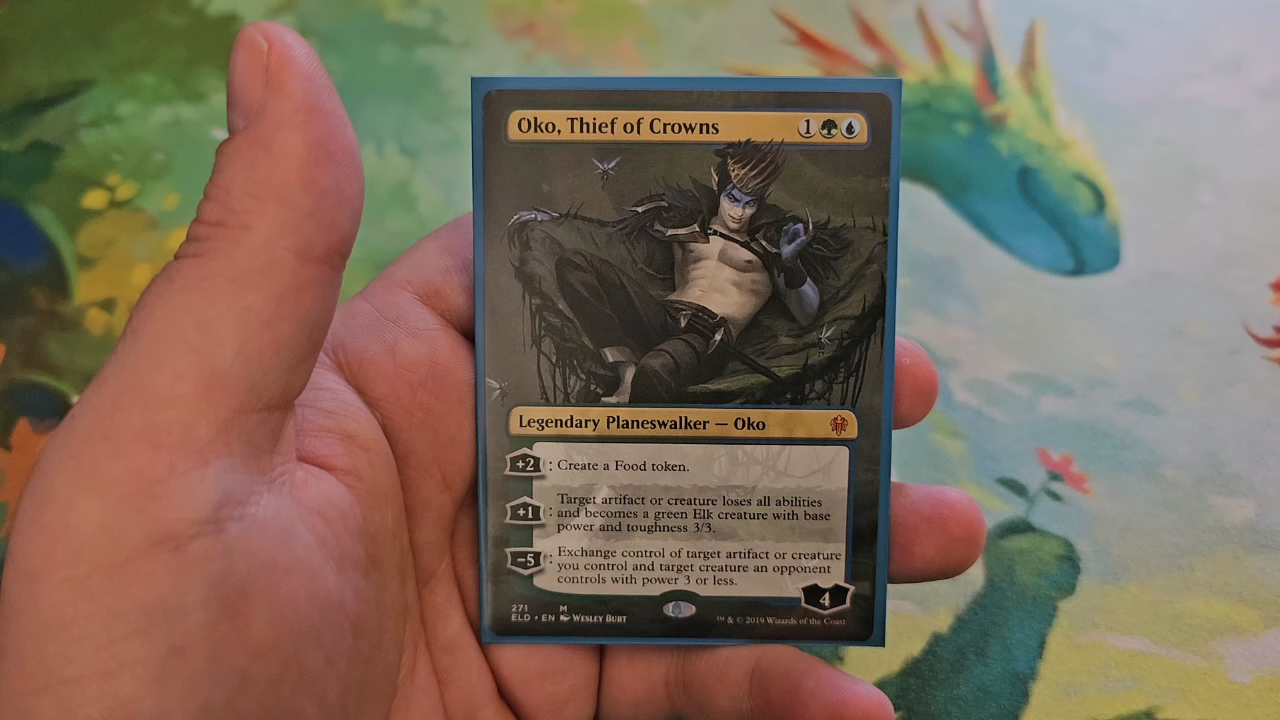 Oko, Thief of Crowns 1
Legendary Planeswalker — Oko
+2 : Create a Food token.
Target artifact or creature loses all abilities
+1 : and becomes a green Elk creature with base
power and toughness 3/3.
−5 : Exchange control of target artifact or creature
you control and target creature an opponent
controls with power 3 or less.
4
271 M
ELD • EN Wesley Burt ™ & © 2019 Wizards of the Coast